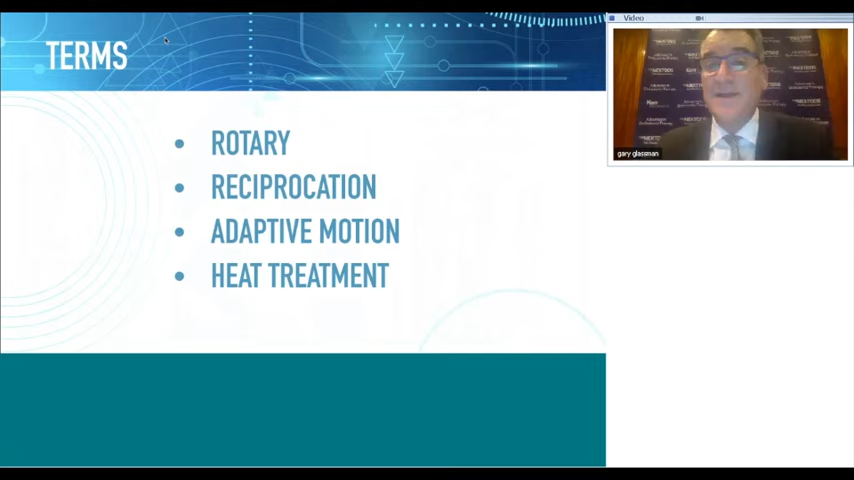 TERMS
• ROTARY
• RECIPROCATION
• ADAPTIVE MOTION
• HEAT TREATMENT
Video
gary glassman